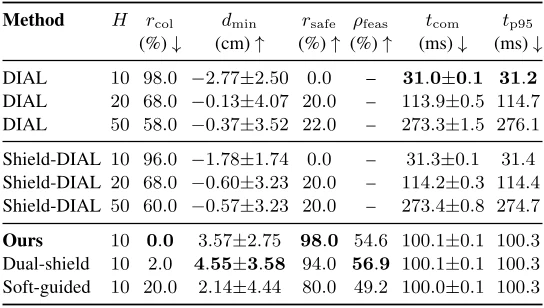 Method H r_col d_min r_safe ρ_feas t_com t_p95
(%) ↓ (cm) ↑ (%) ↑ (%) ↑ (ms) ↓ (ms) ↓
DIAL 10 98.0 −2.77±2.50 0.0 – 31.0±0.1 31.2
DIAL 20 68.0 −0.13±4.07 20.0 – 113.9±0.5 114.7
DIAL 50 58.0 −0.37±3.52 22.0 – 273.3±1.5 276.1
Shield-DIAL 10 96.0 −1.78±1.74 0.0 – 31.3±0.1 31.4
Shield-DIAL 20 68.0 −0.60±3.23 20.0 – 114.2±0.3 114.4
Shield-DIAL 50 60.0 −0.57±3.23 20.0 – 273.4±0.8 274.7
Ours 10 0.0 3.57±2.75 98.0 54.6 100.1±0.1 100.3
Dual-shield 10 2.0 4.55±3.58 94.0 56.9 100.1±0.1 100.3
Soft-guided 10 20.0 2.14±4.44 80.0 49.2 100.0±0.1 100.3